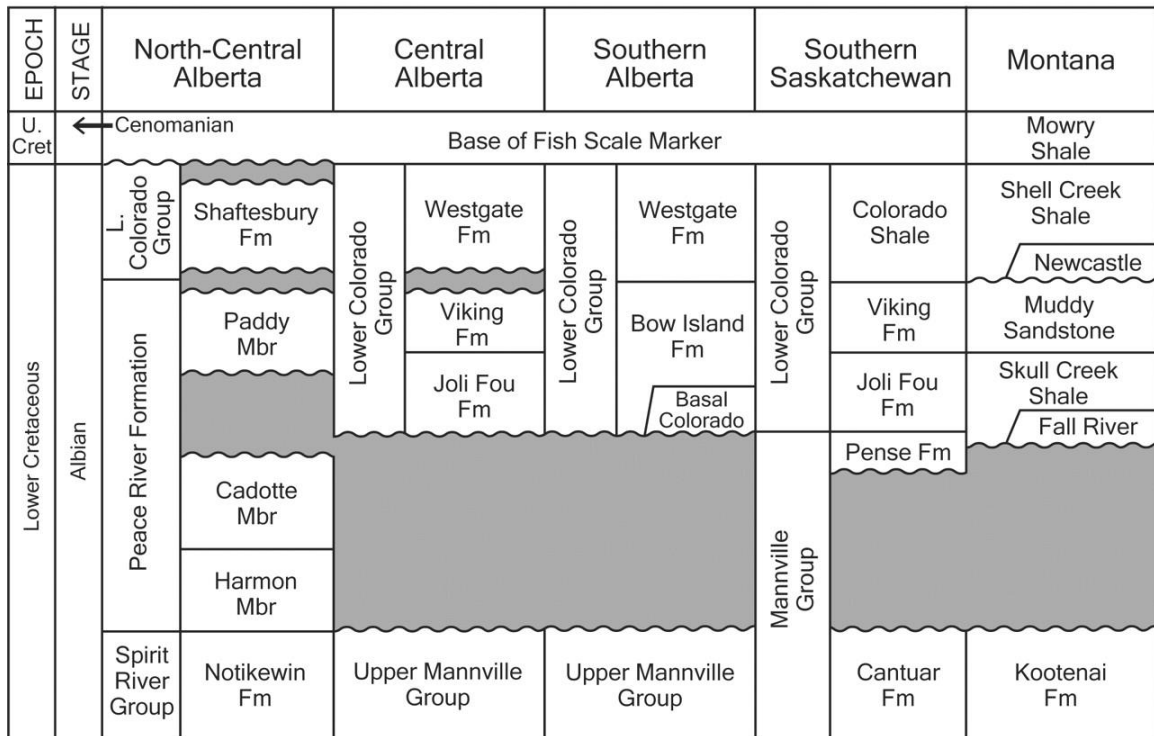 EPOCH
STAGE
North-Central
Alberta
Central
Alberta
Southern
Alberta
Southern
Saskatchewan
Montana
U.
Cret
Cenomanian
Base of Fish Scale Marker
Mowry
Shale
Lower Cretaceous
Albian
L.
Colorado
Group
Shaftesbury
Fm
Peace River Formation
Paddy
Mbr
Cadotte
Mbr
Harmon
Mbr
Spirit
River
Group
Notikewin
Fm
Lower Colorado
Group
Westgate
Fm
Viking
Fm
Joli Fou
Fm
Upper Mannville
Group
Lower Colorado
Group
Westgate
Fm
Bow Island
Fm
Basal
Colorado
Upper Mannville
Group
Lower Colorado
Group
Colorado
Shale
Viking
Fm
Joli Fou
Fm
Mannville
Group
Pense Fm
Cantuar
Fm
Shell Creek
Shale
Newcastle
Muddy
Sandstone
Skull Creek
Shale
Fall River
Kootenai
Fm